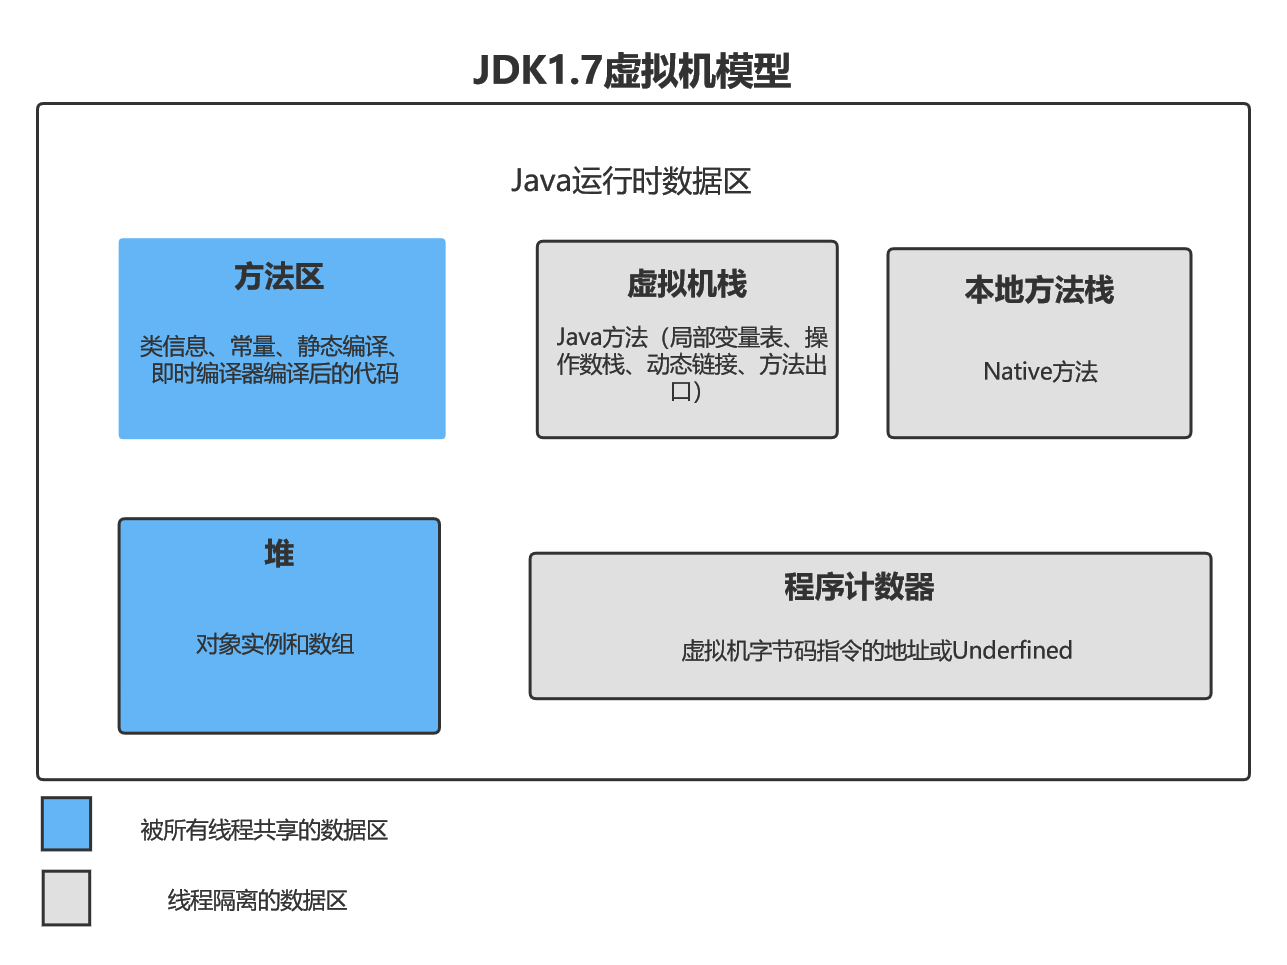 JDK1.7虚拟机模型
Java运行时数据区
方法区
类信息、常量、静态编译、
即时编译器编译后的代码
虚拟机栈
Java方法（局部变量表、操
作数栈、动态链接、方法出
口）
本地方法栈
Native方法
堆
对象实例和数组
程序计数器
虚拟机字节码指令的地址或Underfined
被所有线程共享的数据区
线程隔离的数据区